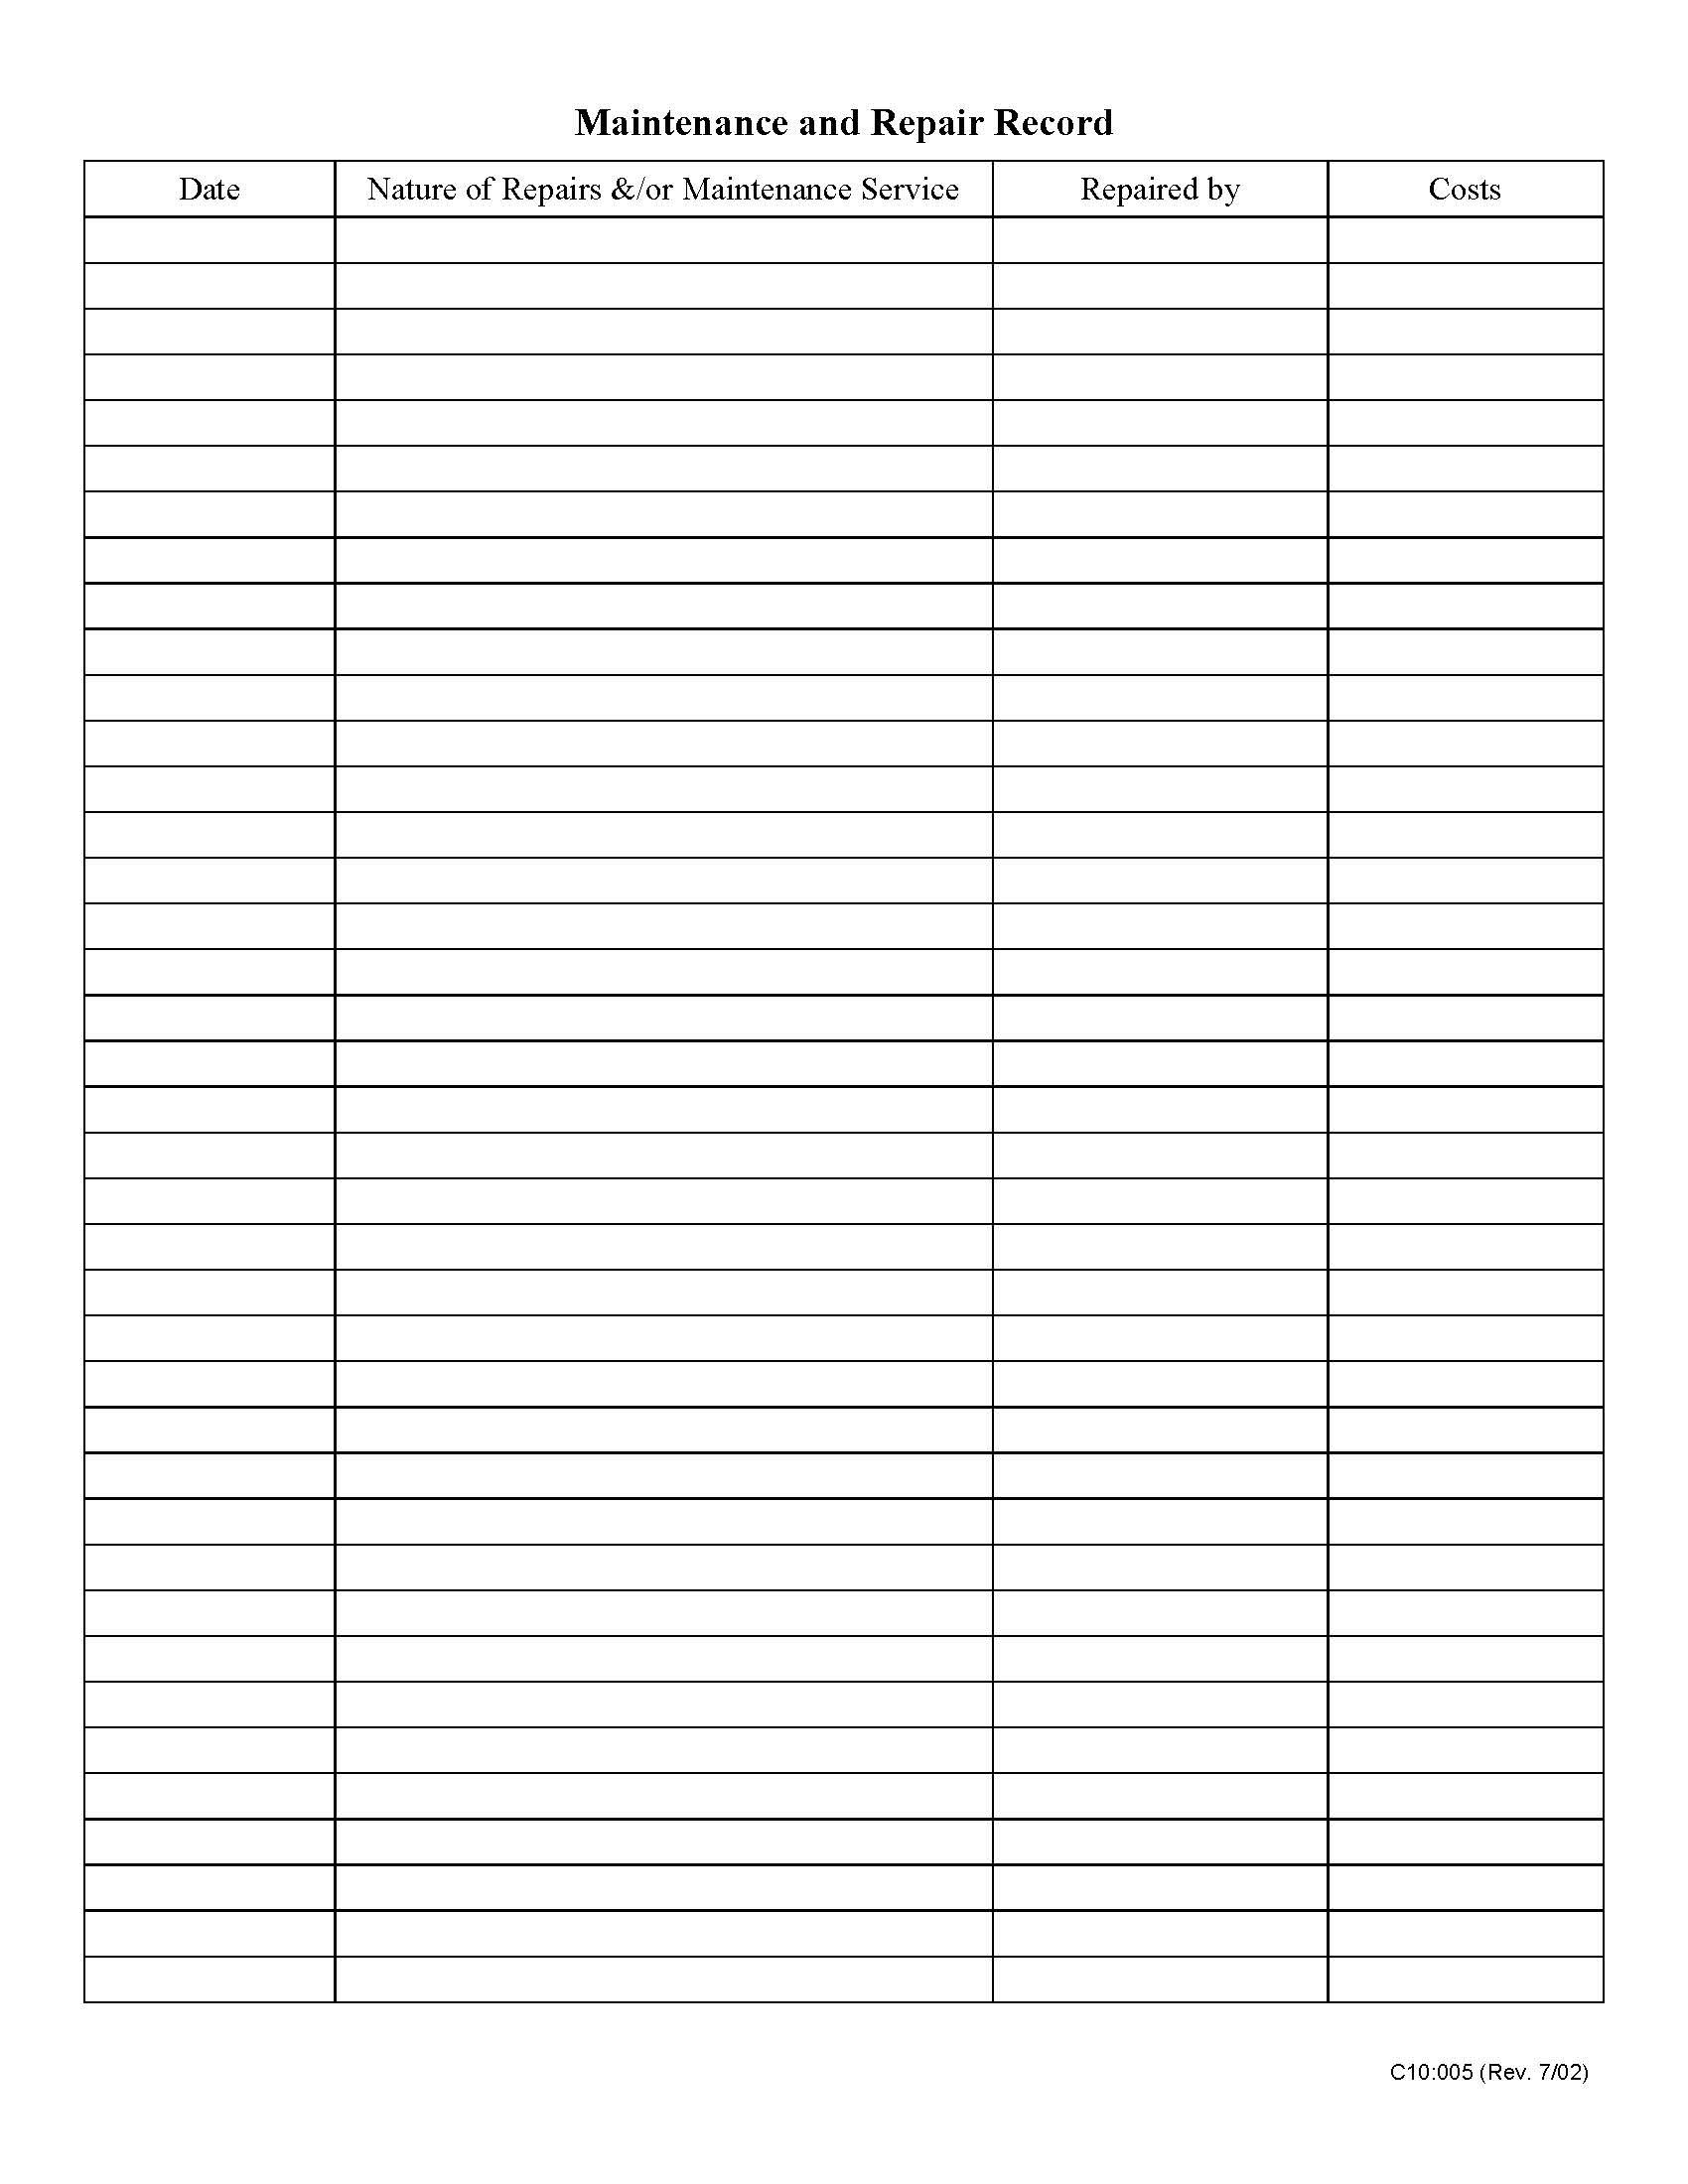 Maintenance and Repair Record
Date Nature of Repairs &/or Maintenance Service Repaired by Costs
C10:005 (Rev. 7/02)